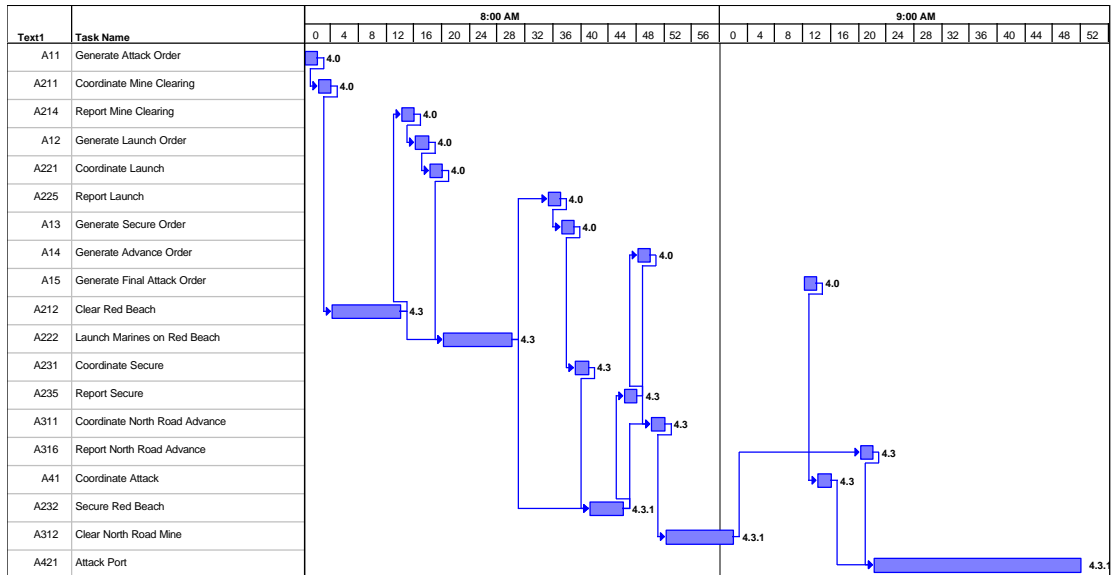 8:00 AM 9:00 AM
Text1 Task Name 0 4 8 12 16 20 24 28 32 36 40 44 48 52 56 0 4 8 12 16 20 24 28 32 36 40 44 48 52
A11 Generate Attack Order 4.0
A211 Coordinate Mine Clearing 4.0
A214 Report Mine Clearing 4.0
A12 Generate Launch Order 4.0
A221 Coordinate Launch 4.0
A225 Report Launch 4.0
A13 Generate Secure Order 4.0
A14 Generate Advance Order 4.0
A15 Generate Final Attack Order 4.0
A212 Clear Red Beach 4.3
A222 Launch Marines on Red Beach 4.3
A231 Coordinate Secure 4.3
A235 Report Secure 4.3
A311 Coordinate North Road Advance 4.3
A316 Report North Road Advance 4.3
A41 Coordinate Attack 4.3
A232 Secure Red Beach 4.3.1
A312 Clear North Road Mine 4.3.1
A421 Attack Port 4.3.1